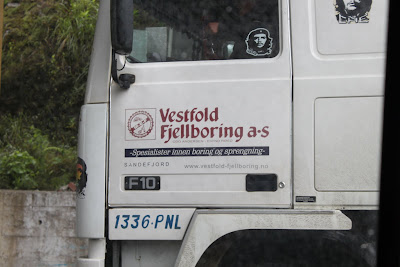 Vestfold
Fjellboring a·s
-Spesialister innen boring og sprengning-
SANDEFJORD
www.vestfold-fjellboring.no
F10
1336·PNL